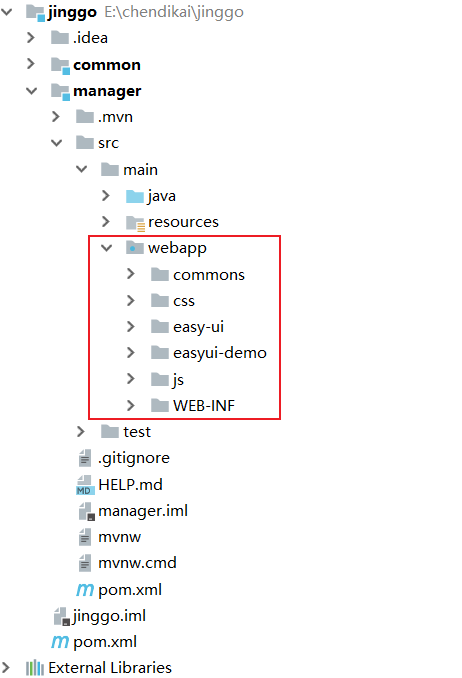 jinggo E:\chendikai\jinggo
.idea
common
manager
.mvn
src
main
java
resources
webapp
commons
css
easy-ui
easyui-demo
js
WEB-INF
test
.gitignore
MD HELP.md
manager.iml
mvnw
mvnw.cmd
m pom.xml
jinggo.iml
m pom.xml
External Libraries